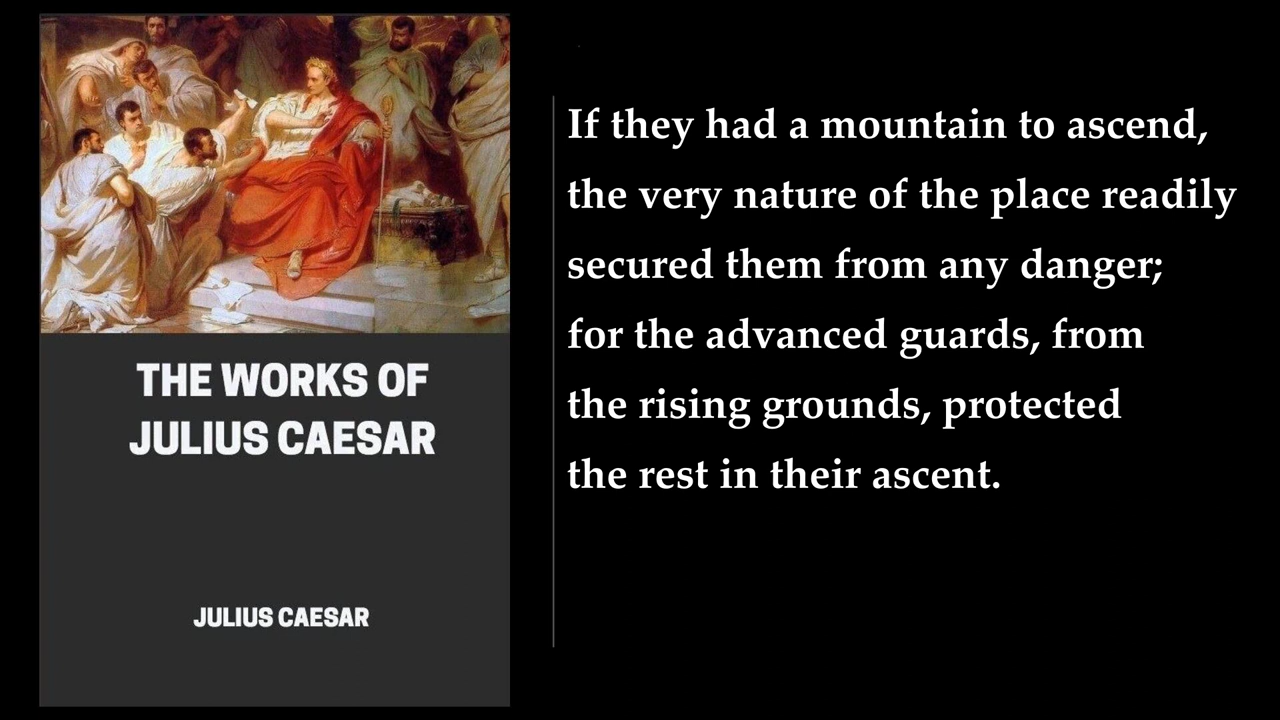 THE WORKS OF
JULIUS CAESAR
JULIUS CAESAR
If they had a mountain to ascend,
the very nature of the place readily
secured them from any danger;
for the advanced guards, from
the rising grounds, protected
the rest in their ascent.